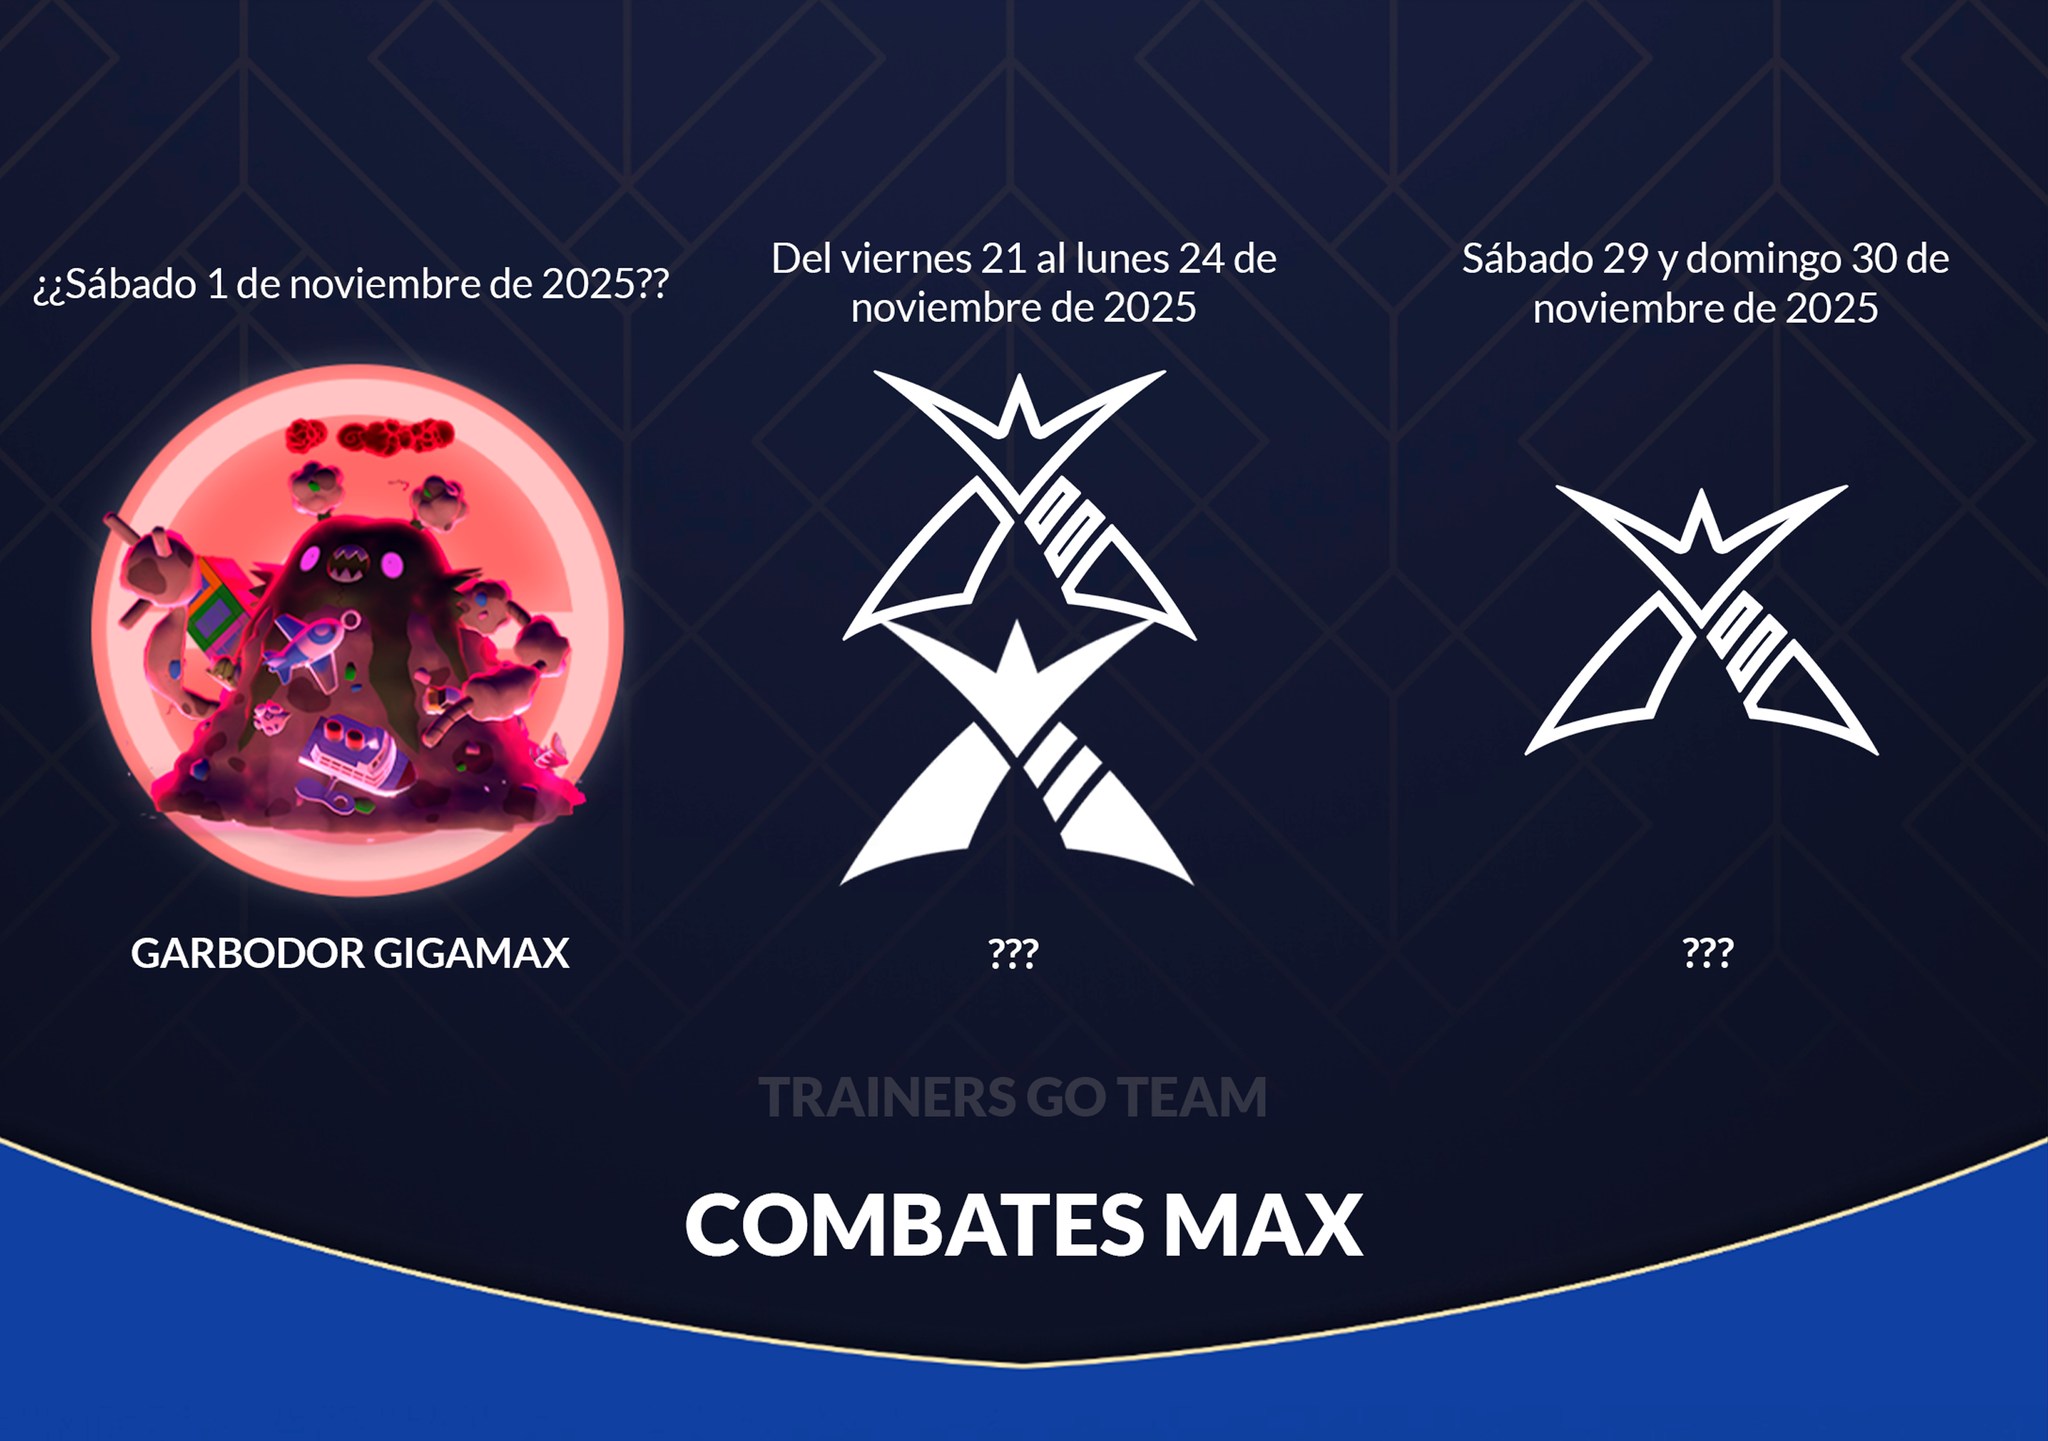 ¿¿Sábado 1 de noviembre de 2025??
GARBODOR GIGAMAX
Del viernes 21 al lunes 24 de
noviembre de 2025
???
Sábado 29 y domingo 30 de
noviembre de 2025
???
TRAINERS GO TEAM
COMBATES MAX